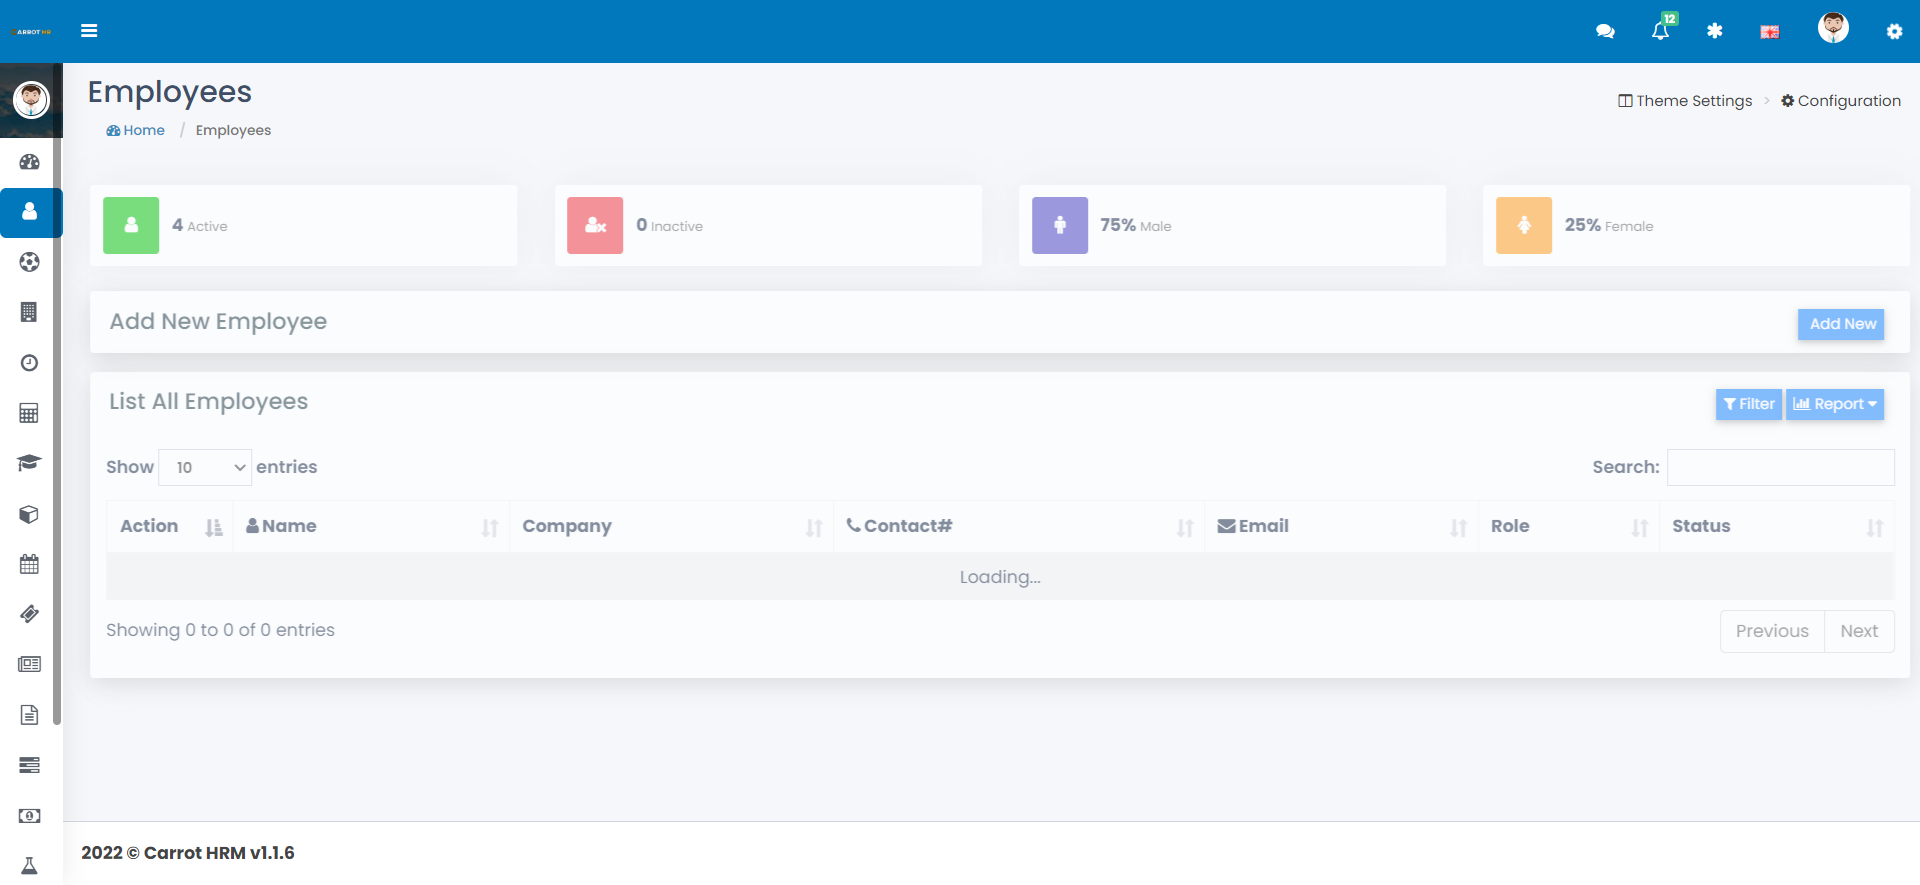 ARROT HR
12
Employees
Theme Settings > Configuration
Home / Employees
4 Active
0 Inactive
75% Male
25% Female
Add New Employee
Add New
List All Employees
Filter
Report
Show 10 entries
Search:
Action Name Company Contact# Email Role Status
Loading...
Showing 0 to 0 of 0 entries
Previous Next
2022 © Carrot HRM v1.1.6